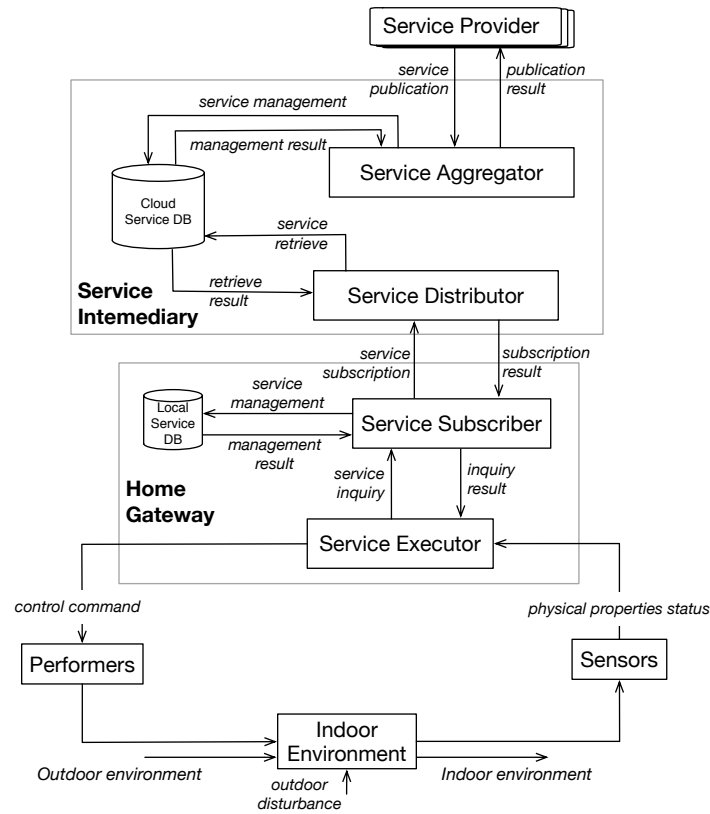 Service Provider
service
publication
publication
result
service management
management result
Service Aggregator
Cloud
Service DB
service
retrieve
retrieve
result
Service Distributor
Service
Intemediary
service
subscription
subscription
result
Local
Service
DB
service
management
management
result
Service Subscriber
service
inquiry
inquiry
result
Home
Gateway
Service Executor
control command
physical properties status
Performers
Sensors
Indoor
Environment
Outdoor environment
outdoor
disturbance
Indoor environment